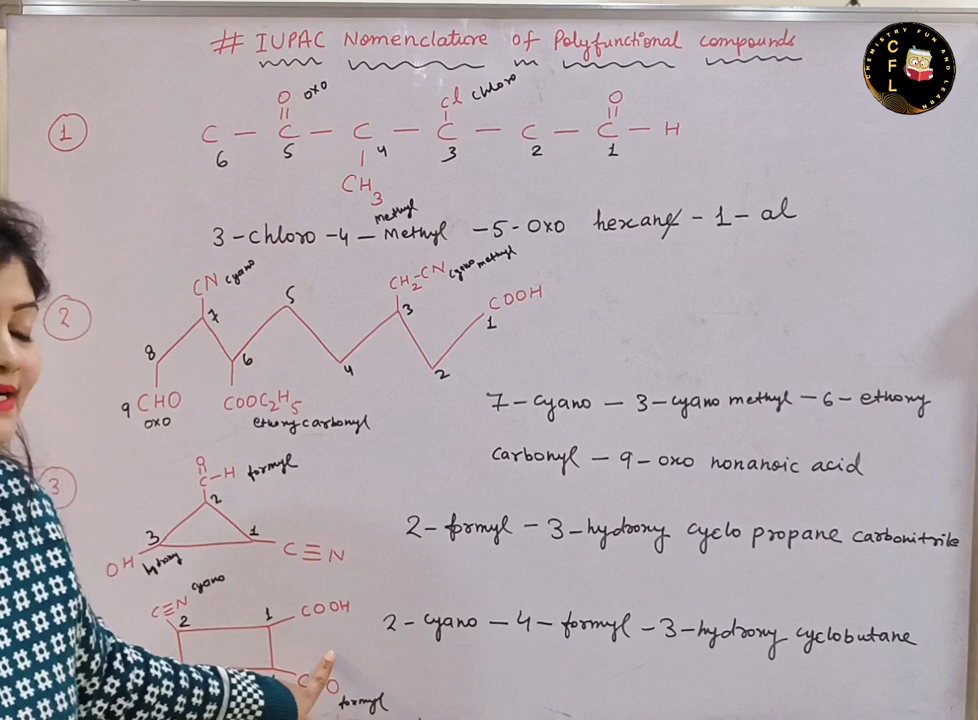 # IUPAC Nomenclature of Polyfunctional compounds
CHEMISTRY FUN AND LEARN
C
F
L
1
O oxo Cl chloro O
C - C - C - C - C - C - H
6 5 4 3 2 1
CH3
methyl
3-chloro-4-Methyl-5-oxo hexane-1-al
2
CN cyano CH2-CN cyano methyl
COOH
8 7 6 5 4 3 2 1
9 CHO COOC2H5
oxo ethoxy carbonyl
7-cyano-3-cyano methyl-6-ethoxy
carbonyl-9-oxo nonanoic acid
3
O
C-H formyl
2
3 1 C≡N
OH hydroxy
2-formyl-3-hydroxy cyclo propane carbonitrile
C≡N cyano
2 1 COOH
2-cyano-4-formyl-3-hydroxy cyclobutane
formyl